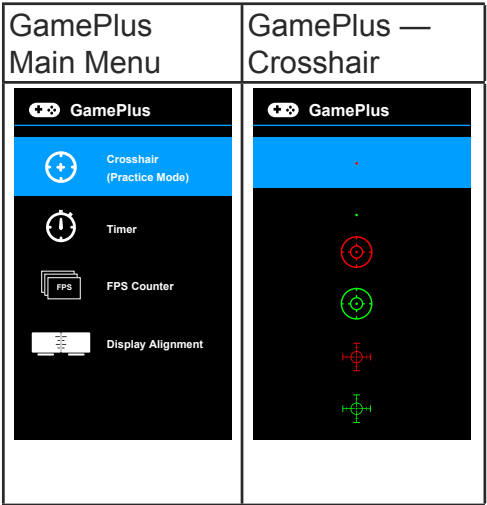 GamePlus
Main Menu
GamePlus —
Crosshair
GamePlus
Crosshair
(Practice Mode)
Timer
FPS
FPS Counter
Display Alignment
GamePlus